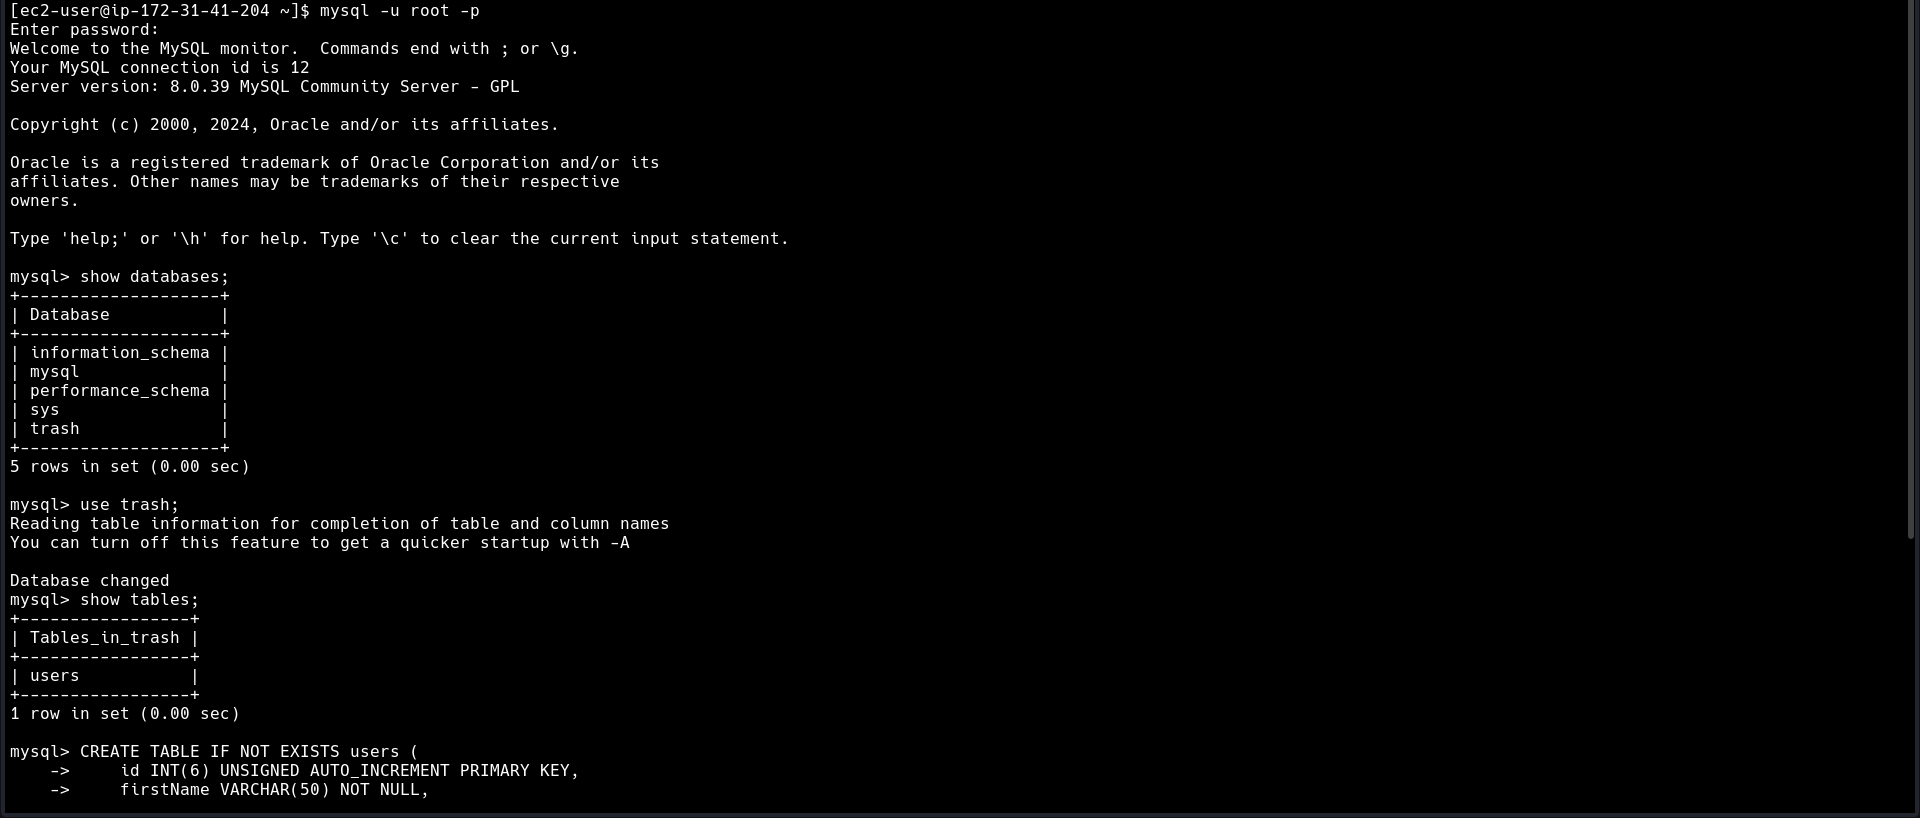 [ec2-user@ip-172-31-41-204 ~]$ mysql -u root -p
Enter password:
Welcome to the MySQL monitor.  Commands end with ; or \g.
Your MySQL connection id is 12
Server version: 8.0.39 MySQL Community Server - GPL

Copyright (c) 2000, 2024, Oracle and/or its affiliates.

Oracle is a registered trademark of Oracle Corporation and/or its
affiliates. Other names may be trademarks of their respective
owners.

Type 'help;' or '\h' for help. Type '\c' to clear the current input statement.

mysql> show databases;
+--------------------+
| Database           |
+--------------------+
| information_schema |
| mysql              |
| performance_schema |
| sys                |
| trash              |
+--------------------+
5 rows in set (0.00 sec)

mysql> use trash;
Reading table information for completion of table and column names
You can turn off this feature to get a quicker startup with -A

Database changed
mysql> show tables;
+-----------------+
| Tables_in_trash |
+-----------------+
| users           |
+-----------------+
1 row in set (0.00 sec)

mysql> CREATE TABLE IF NOT EXISTS users (
    ->     id INT(6) UNSIGNED AUTO_INCREMENT PRIMARY KEY,
    ->     firstName VARCHAR(50) NOT NULL,